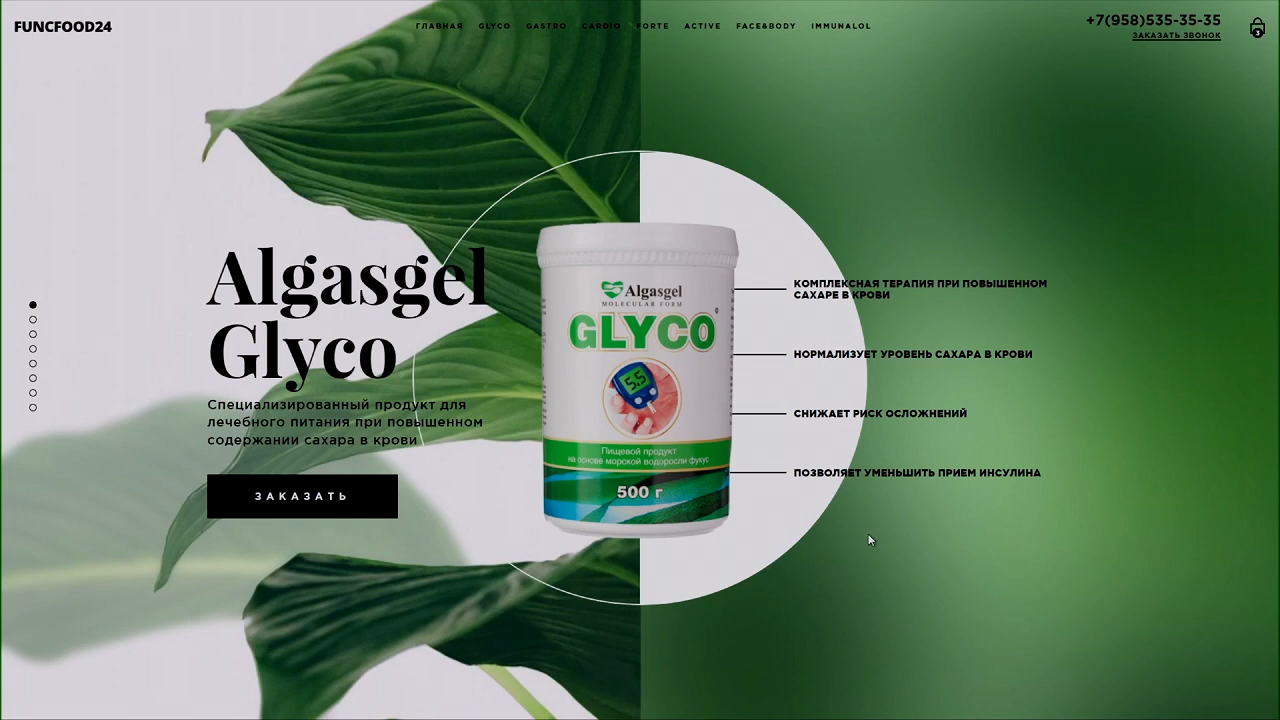 FUNCFOOD24
ГЛАВНАЯ GLYCO GASTRO CARDIO FORTE ACTIVE FACE&BODY IMMUNALOL
+7(958)535-35-35
ЗАКАЗАТЬ ЗВОНОК
Algasgel
Glyco
Специализированный продукт для
лечебного питания при повышенном
содержании сахара в крови
ЗАКАЗАТЬ
Algasgel
MOLECULAR FORM
GLYCO
5.5
Пищевой продукт
на основе морской водоросли фукус
500 г
КОМПЛЕКСНАЯ ТЕРАПИЯ ПРИ ПОВЫШЕННОМ
САХАРЕ В КРОВИ
НОРМАЛИЗУЕТ УРОВЕНЬ САХАРА В КРОВИ
СНИЖАЕТ РИСК ОСЛОЖНЕНИЙ
ПОЗВОЛЯЕТ УМЕНЬШИТЬ ПРИЕМ ИНСУЛИНА